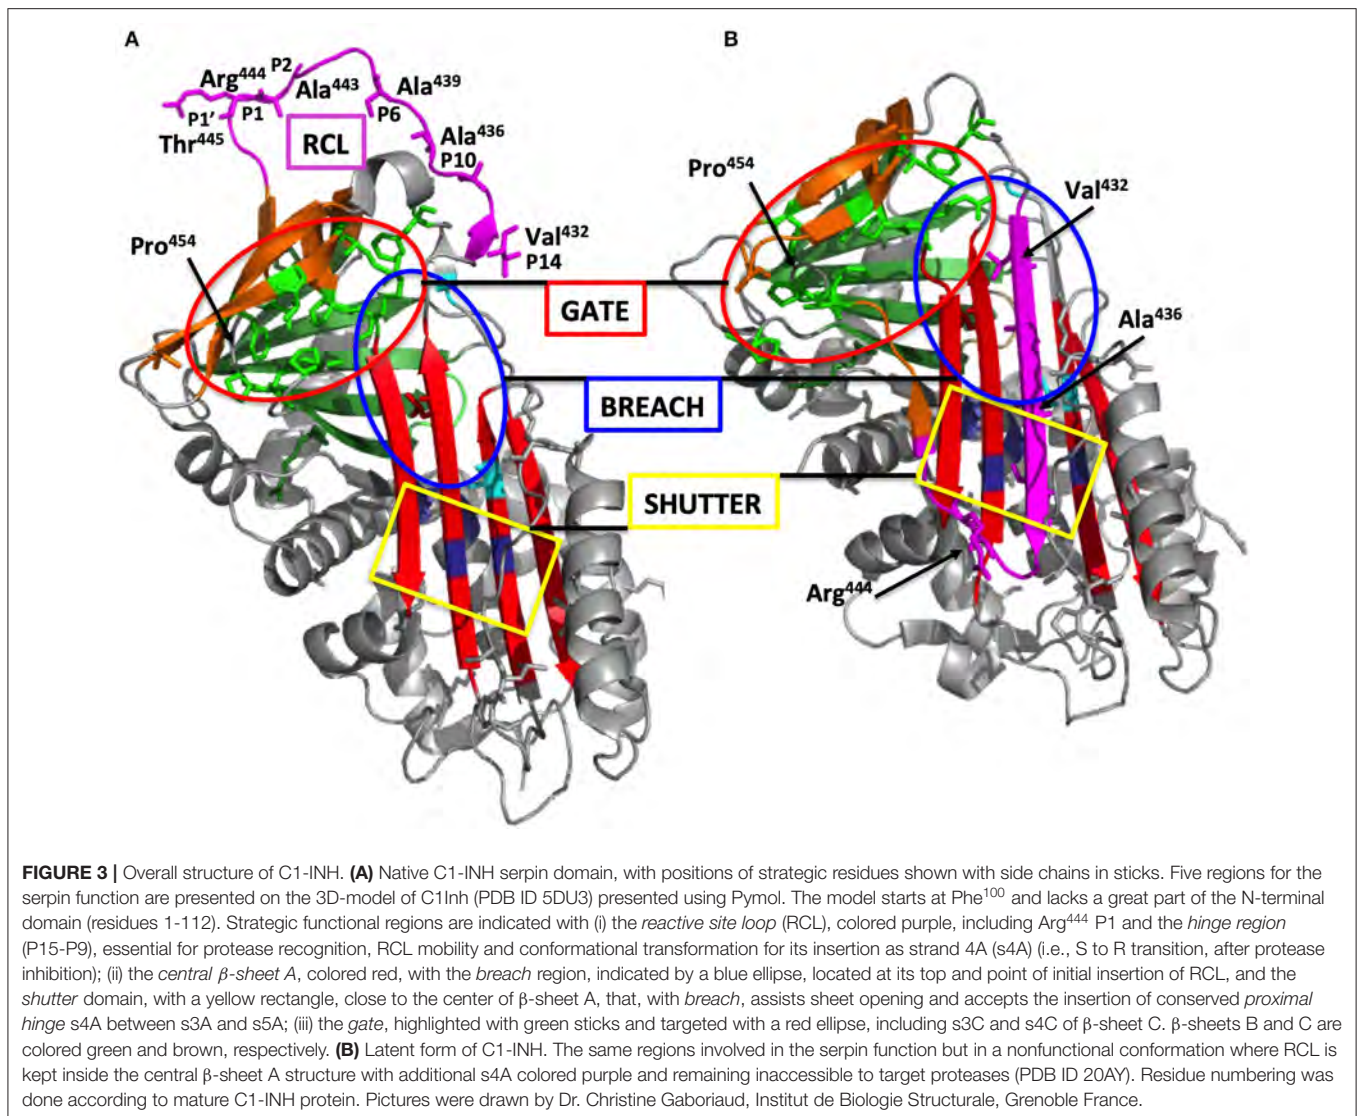 A
B
Arg⁴⁴⁴ P2
Ala⁴⁴³
Ala⁴³⁹
P1' P1
P6
Thr⁴⁴⁵
RCL
Ala⁴³⁶
P10
Pro⁴⁵⁴
Val⁴³²
P14
Pro⁴⁵⁴
Val⁴³²
GATE
Ala⁴³⁶
BREACH
SHUTTER
Arg⁴⁴⁴
FIGURE 3 | Overall structure of C1-INH. (A) Native C1-INH serpin domain, with positions of strategic residues shown with side chains in sticks. Five regions for the
serpin function are presented on the 3D-model of C1Inh (PDB ID 5DU3) presented using Pymol. The model starts at Phe¹⁰⁰ and lacks a great part of the N-terminal
domain (residues 1-112). Strategic functional regions are indicated with (i) the reactive site loop (RCL), colored purple, including Arg⁴⁴⁴ P1 and the hinge region
(P15-P9), essential for protease recognition, RCL mobility and conformational transformation for its insertion as strand 4A (s4A) (i.e., S to R transition, after protease
inhibition); (ii) the central β-sheet A, colored red, with the breach region, indicated by a blue ellipse, located at its top and point of initial insertion of RCL, and the
shutter domain, with a yellow rectangle, close to the center of β-sheet A, that, with breach, assists sheet opening and accepts the insertion of conserved proximal
hinge s4A between s3A and s5A; (iii) the gate, highlighted with green sticks and targeted with a red ellipse, including s3C and s4C of β-sheet C. β-sheets B and C are
colored green and brown, respectively. (B) Latent form of C1-INH. The same regions involved in the serpin function but in a nonfunctional conformation where RCL is
kept inside the central β-sheet A structure with additional s4A colored purple and remaining inaccessible to target proteases (PDB ID 20AY). Residue numbering was
done according to mature C1-INH protein. Pictures were drawn by Dr. Christine Gaboriaud, Institut de Biologie Structurale, Grenoble France.